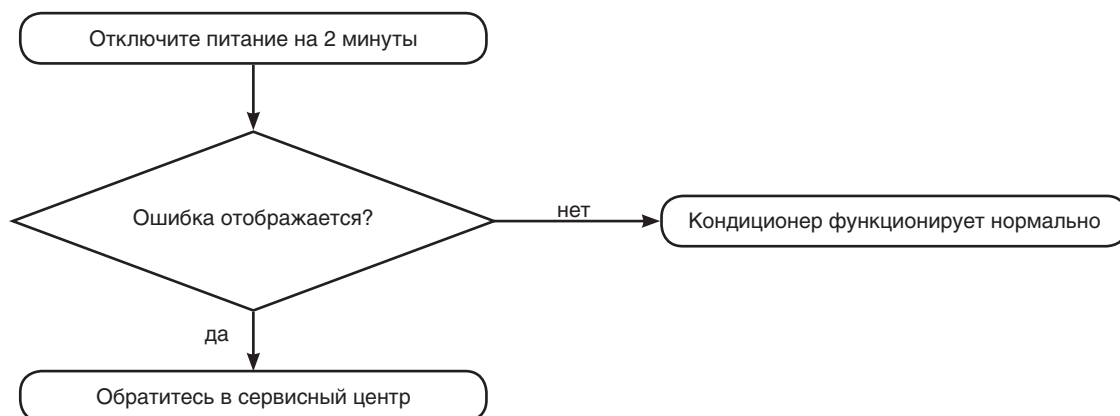 Отключите питание на 2 минуты
Ошибка отображается?
нет
Кондиционер функционирует нормально
да
Обратитесь в сервисный центр